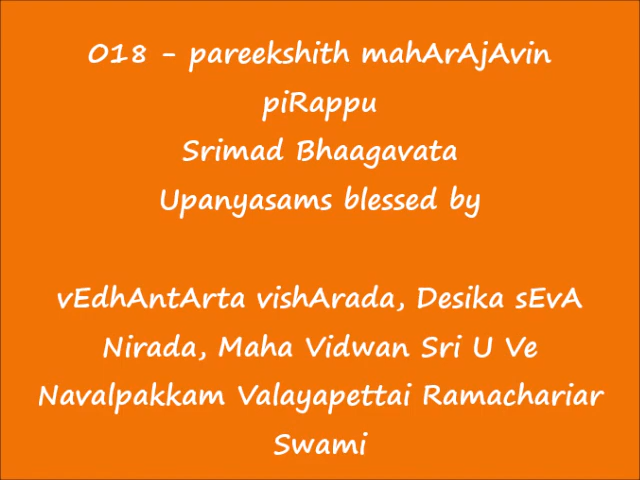 018 - pareekshith mahArAjAvin
piRappu
Srimad Bhaagavata
Upanyasams blessed by
vEdhAntArta vishArada, Desika sEvA
Nirada, Maha Vidwan Sri U Ve
Navalpakkam Valayapettai Ramachariar
Swami